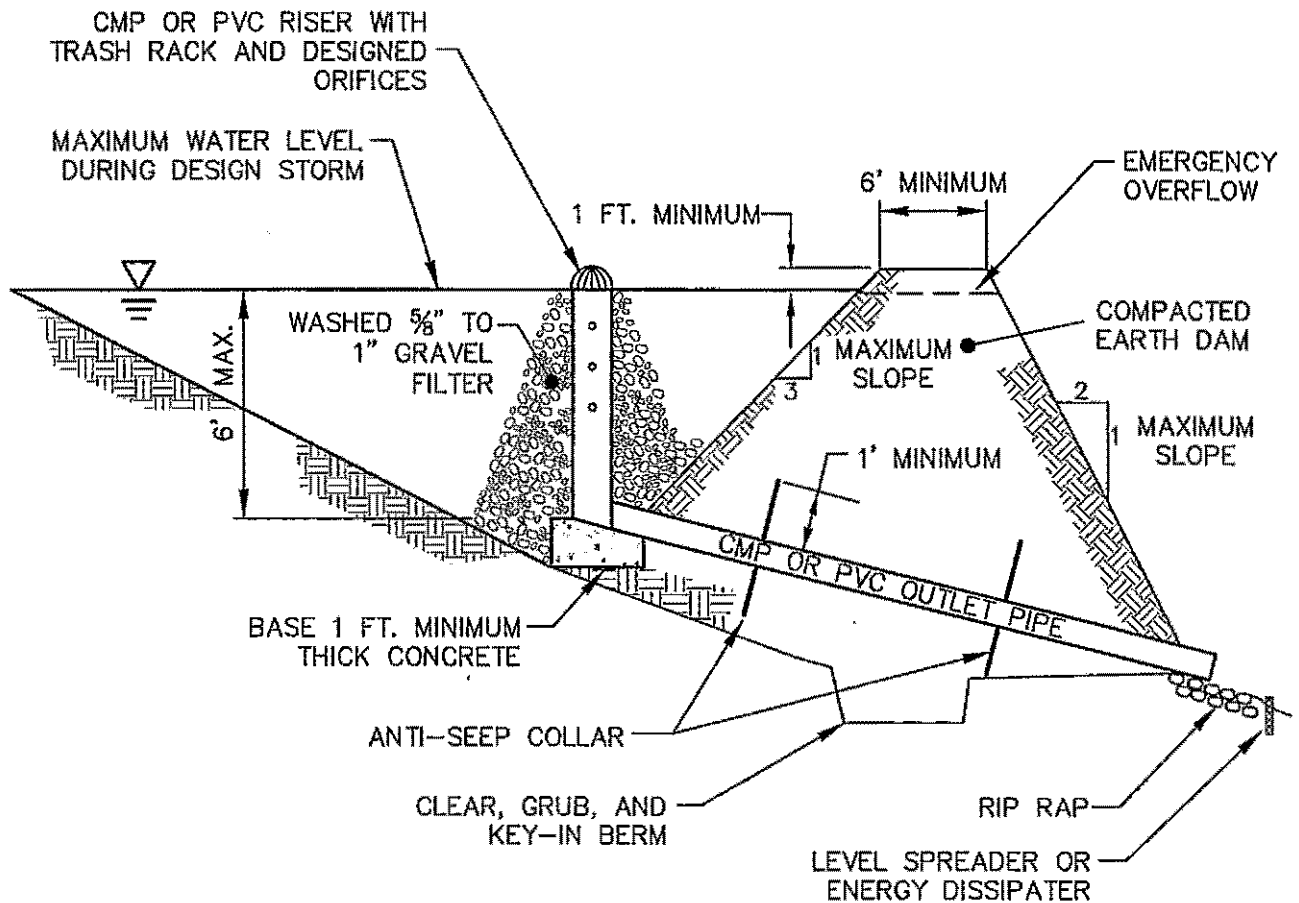 CMP OR PVC RISER WITH
TRASH RACK AND DESIGNED
ORIFICES
MAXIMUM WATER LEVEL
DURING DESIGN STORM
1 FT. MINIMUM
6' MINIMUM
EMERGENCY
OVERFLOW
WASHED ⅝" TO
1" GRAVEL
FILTER
6' MAX.
1
3
MAXIMUM
SLOPE
COMPACTED
EARTH DAM
2
1
MAXIMUM
SLOPE
1' MINIMUM
CMP OR PVC OUTLET PIPE
BASE 1 FT. MINIMUM
THICK CONCRETE
ANTI-SEEP COLLAR
CLEAR, GRUB, AND
KEY-IN BERM
RIP RAP
LEVEL SPREADER OR
ENERGY DISSIPATER